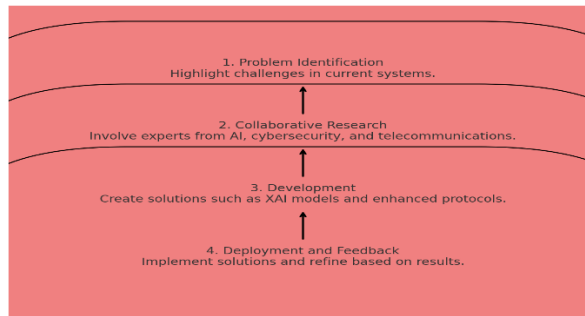 1. Problem Identification
Highlight challenges in current systems.
2. Collaborative Research
Involve experts from AI, cybersecurity, and telecommunications.
3. Development
Create solutions such as XAI models and enhanced protocols.
4. Deployment and Feedback
Implement solutions and refine based on results.